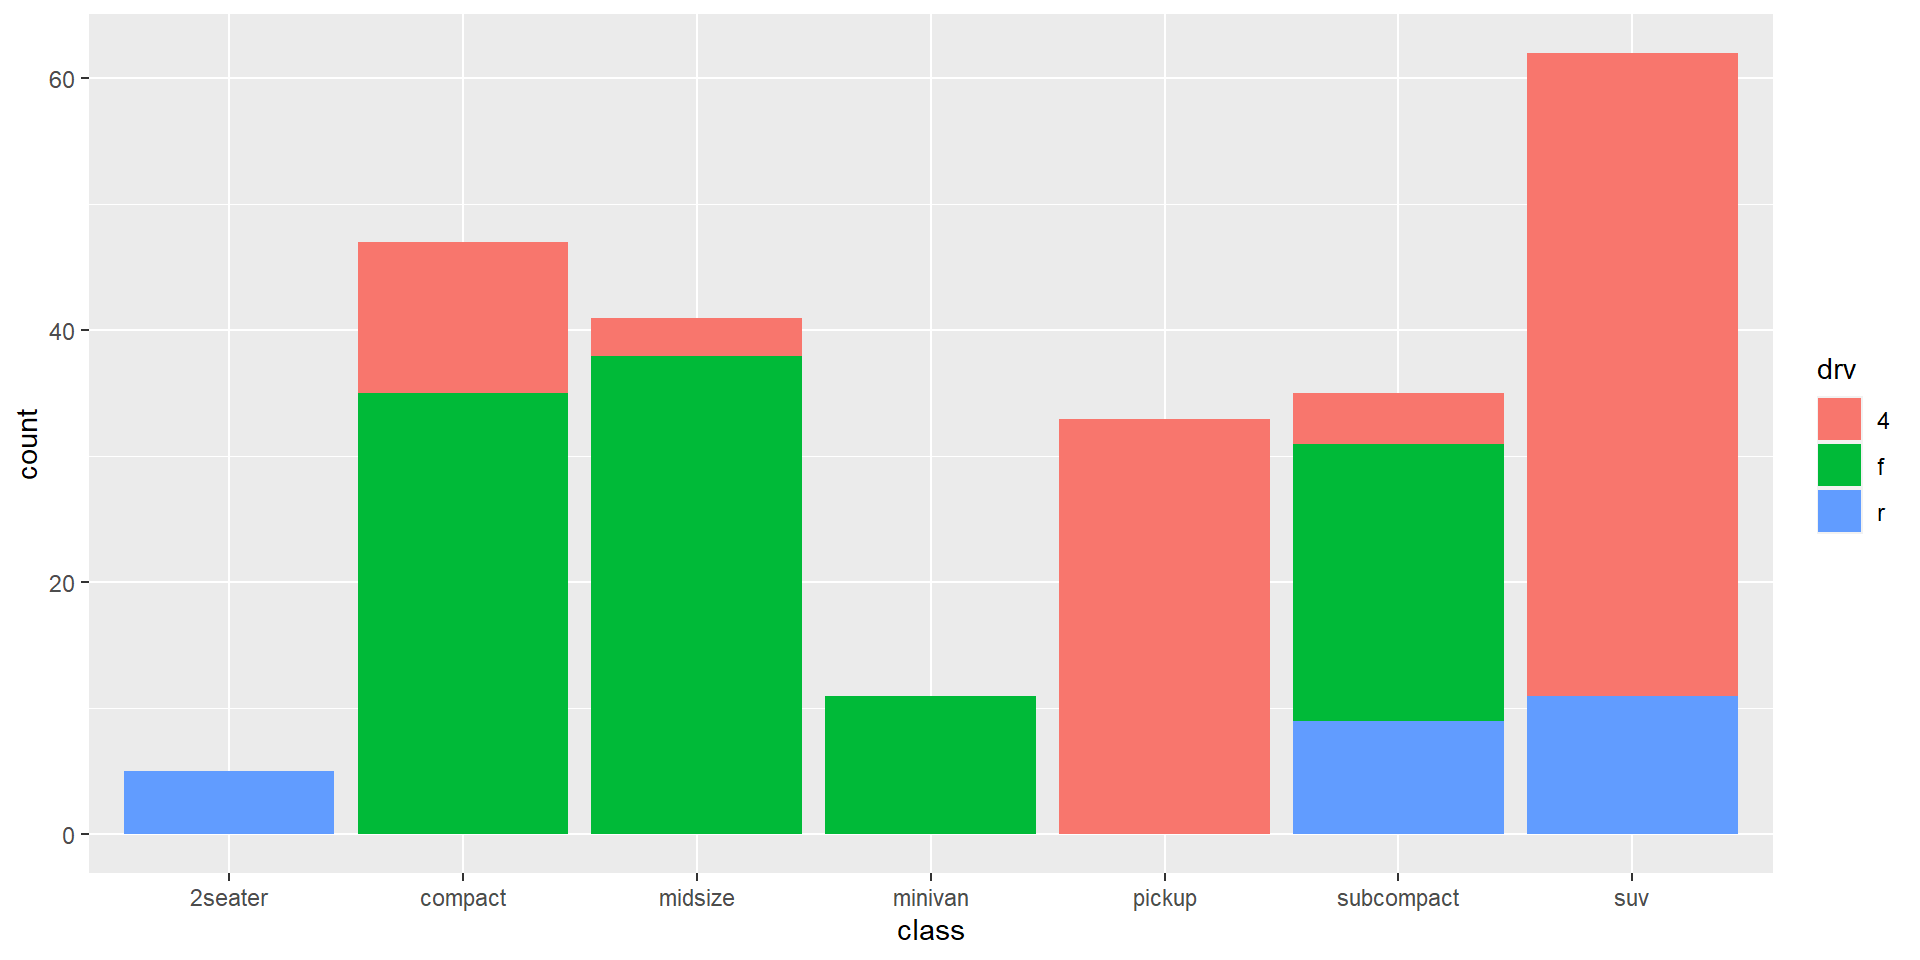 60
40
20
0
count
2seater compact midsize minivan pickup subcompact suv
class
drv
4
f
r